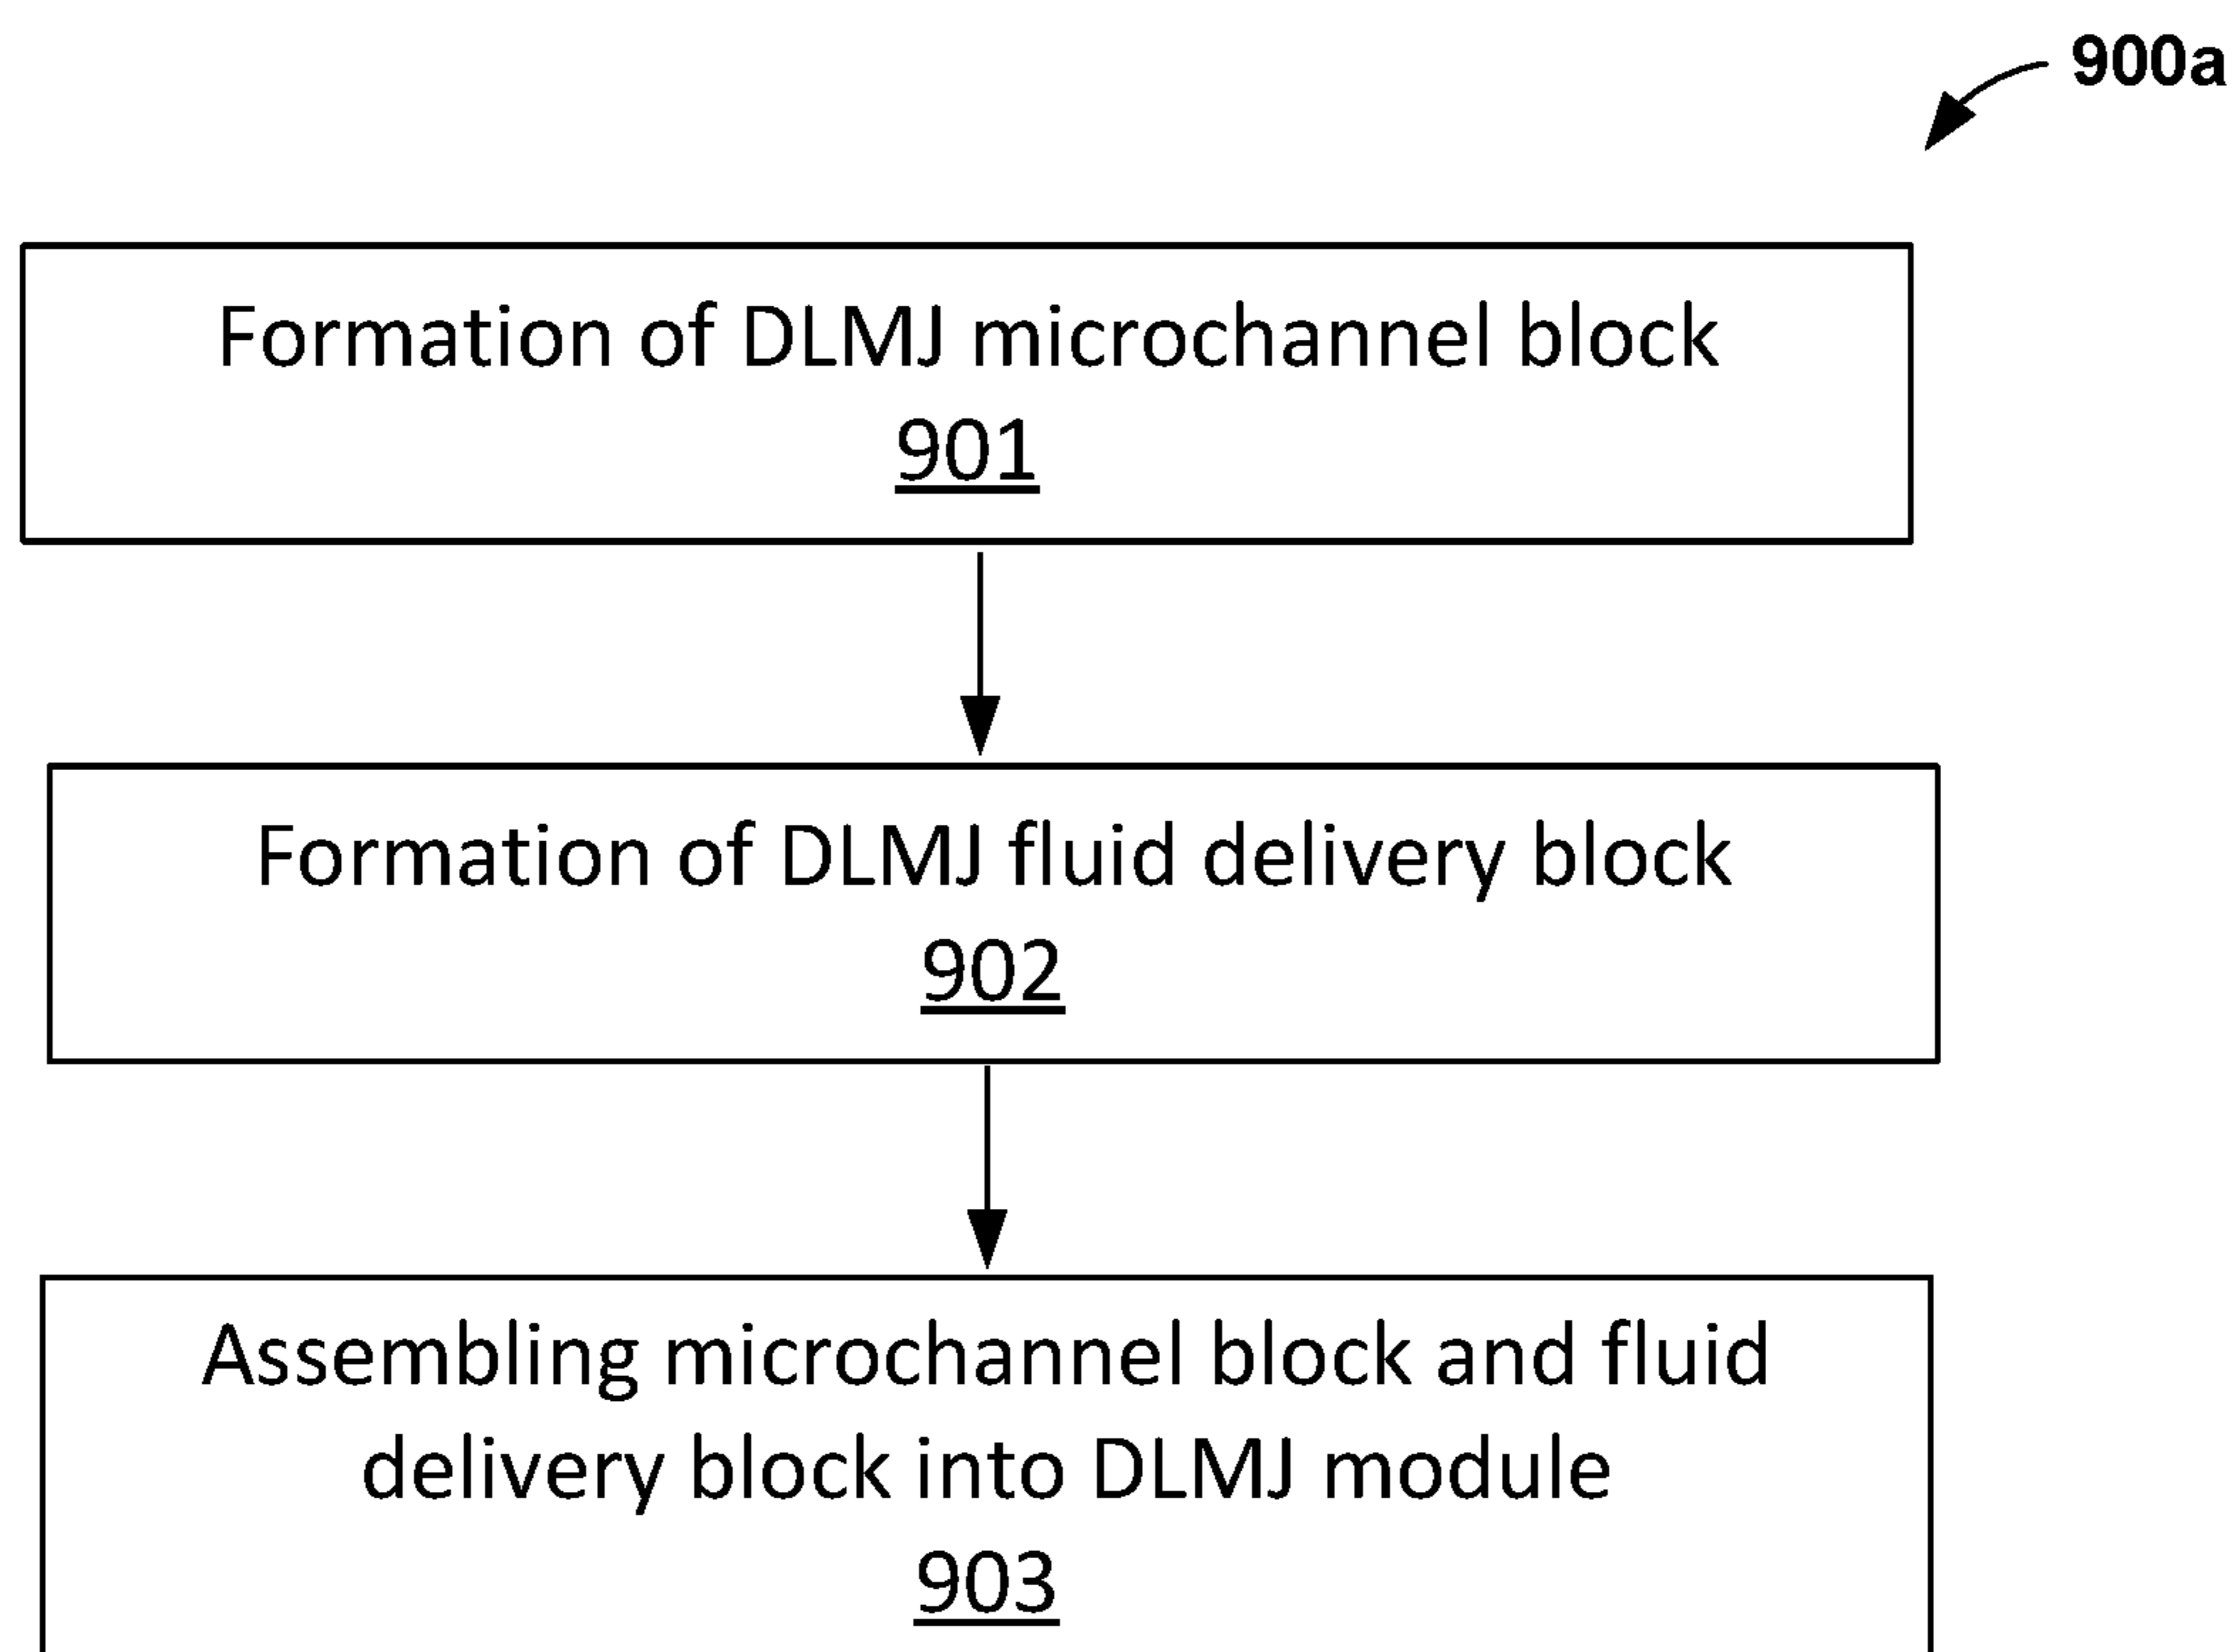 900a
Formation of DLMJ microchannel block
901
Formation of DLMJ fluid delivery block
902
Assembling microchannel block and fluid
delivery block into DLMJ module
903